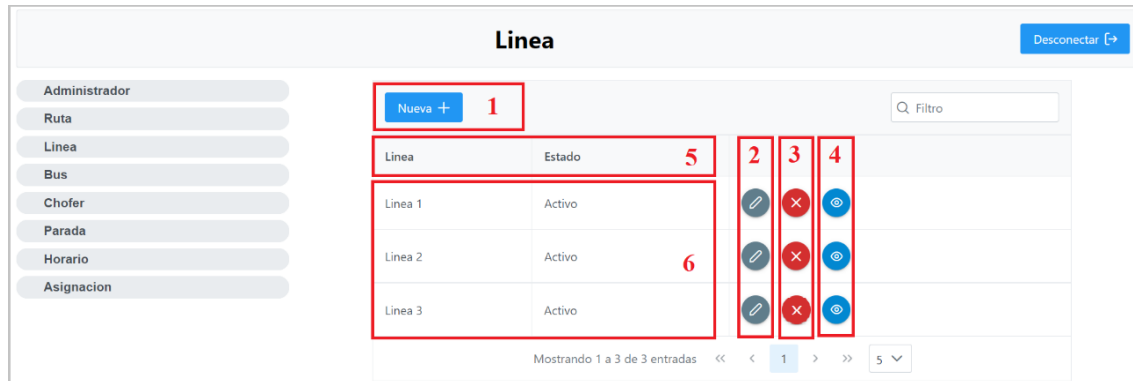 Linea
Desconectar
Administrador
Ruta
Linea
Bus
Chofer
Parada
Horario
Asignacion
Nueva + 1
Filtro
Linea Estado 5 2 3 4
Linea 1 Activo
Linea 2 Activo 6
Linea 3 Activo
Mostrando 1 a 3 de 3 entradas << < 1 > >> 5